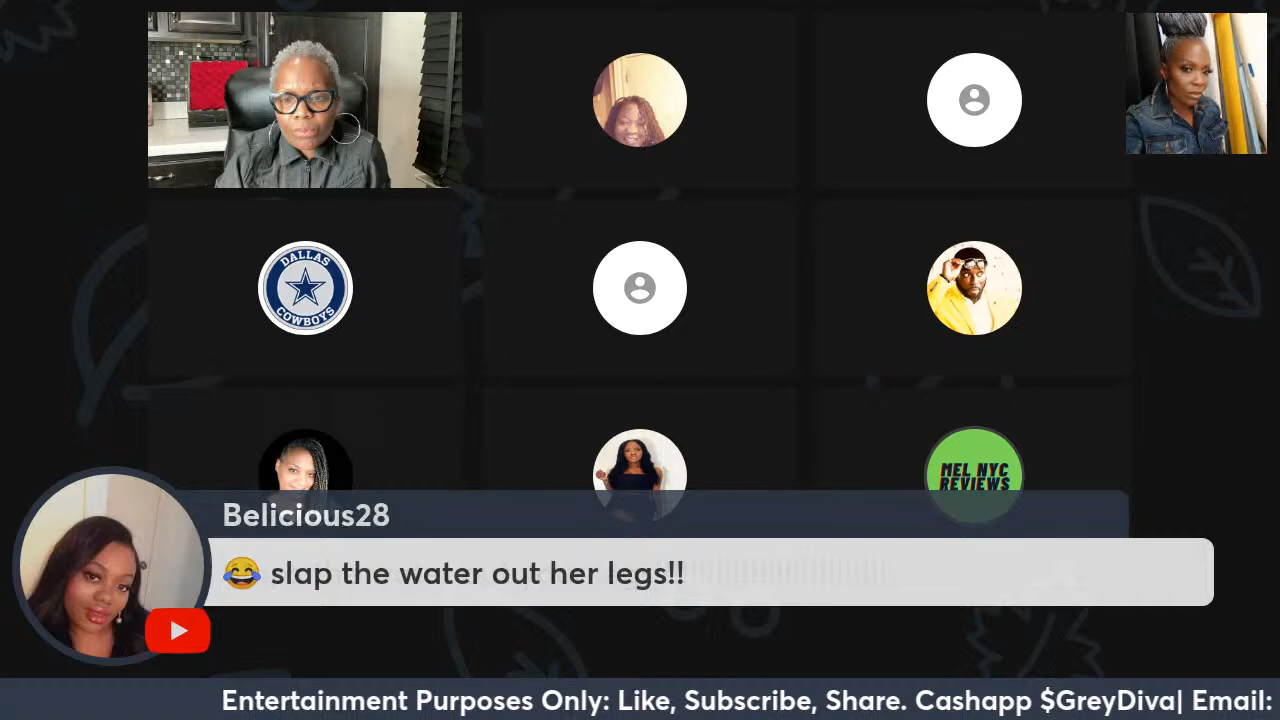 DALLAS
COWBOYS
MEL NYC
REVIEWS
Belicious28
😂 slap the water out her legs!!
Entertainment Purposes Only: Like, Subscribe, Share. Cashapp $GreyDiva| Email: